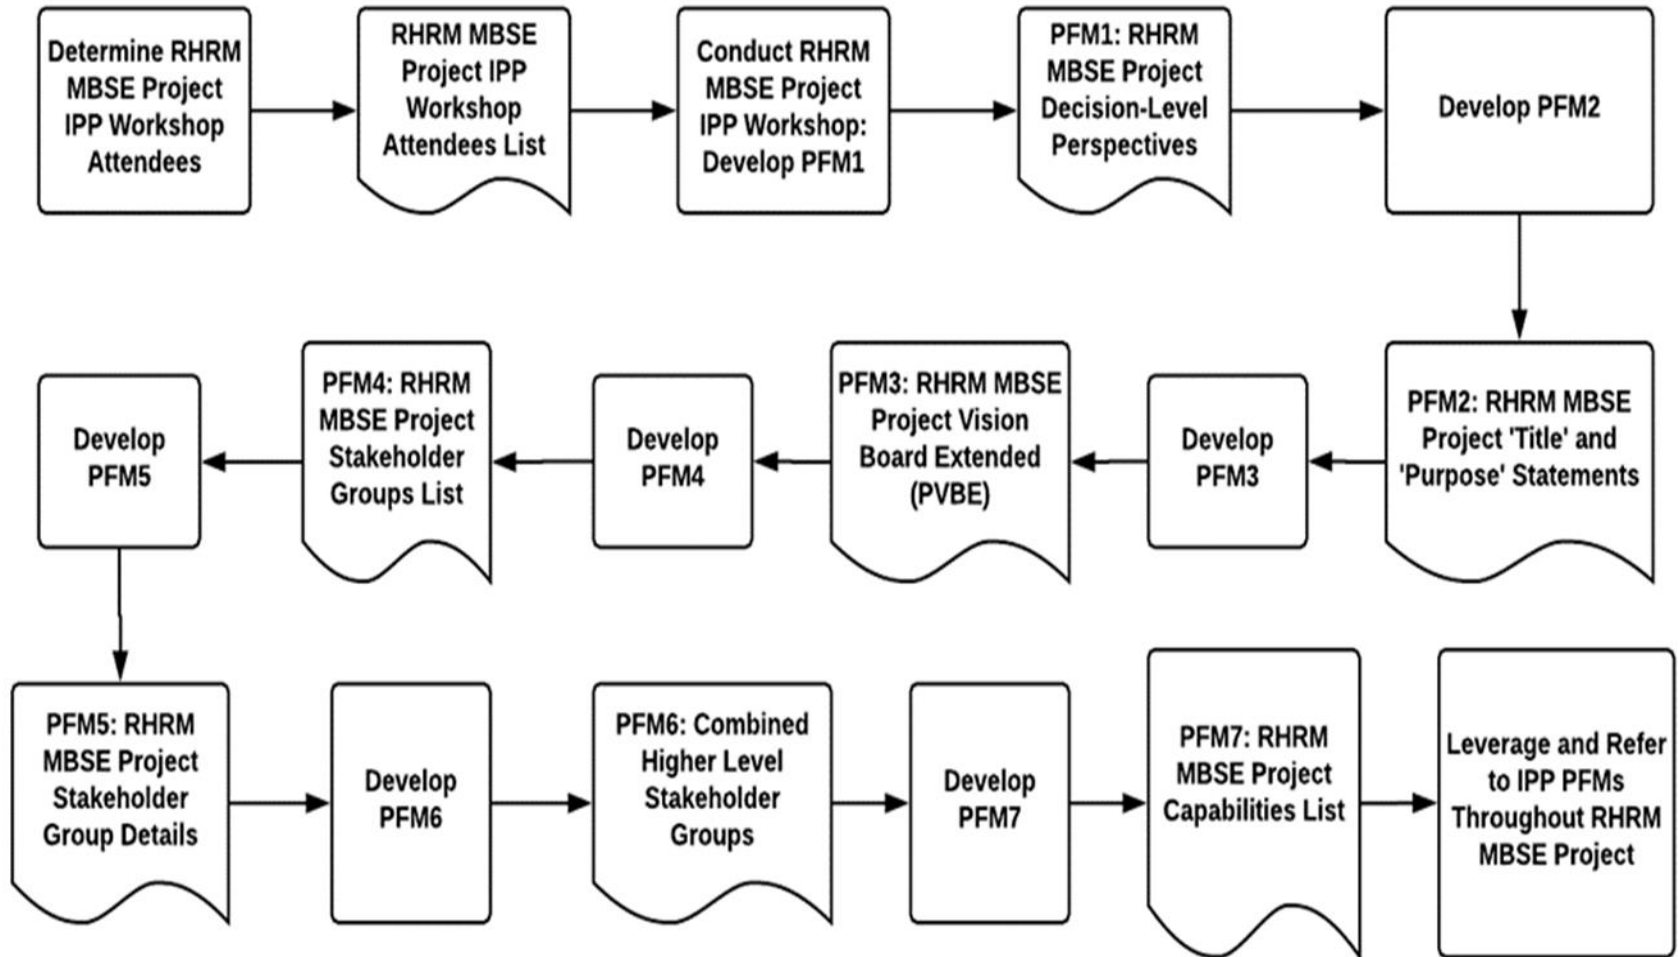 Determine RHRM
MBSE Project
IPP Workshop
Attendees
RHRM MBSE
Project IPP
Workshop
Attendees List
Conduct RHRM
MBSE Project
IPP Workshop:
Develop PFM1
PFM1: RHRM
MBSE Project
Decision-Level
Perspectives
Develop PFM2
PFM2: RHRM MBSE
Project 'Title' and
'Purpose' Statements
Develop
PFM3
PFM3: RHRM MBSE
Project Vision
Board Extended
(PVBE)
Develop
PFM4
PFM4: RHRM
MBSE Project
Stakeholder
Groups List
Develop
PFM5
PFM5: RHRM
MBSE Project
Stakeholder
Group Details
Develop
PFM6
PFM6: Combined
Higher Level
Stakeholder
Groups
Develop
PFM7
PFM7: RHRM
MBSE Project
Capabilities List
Leverage and Refer
to IPP PFMs
Throughout RHRM
MBSE Project